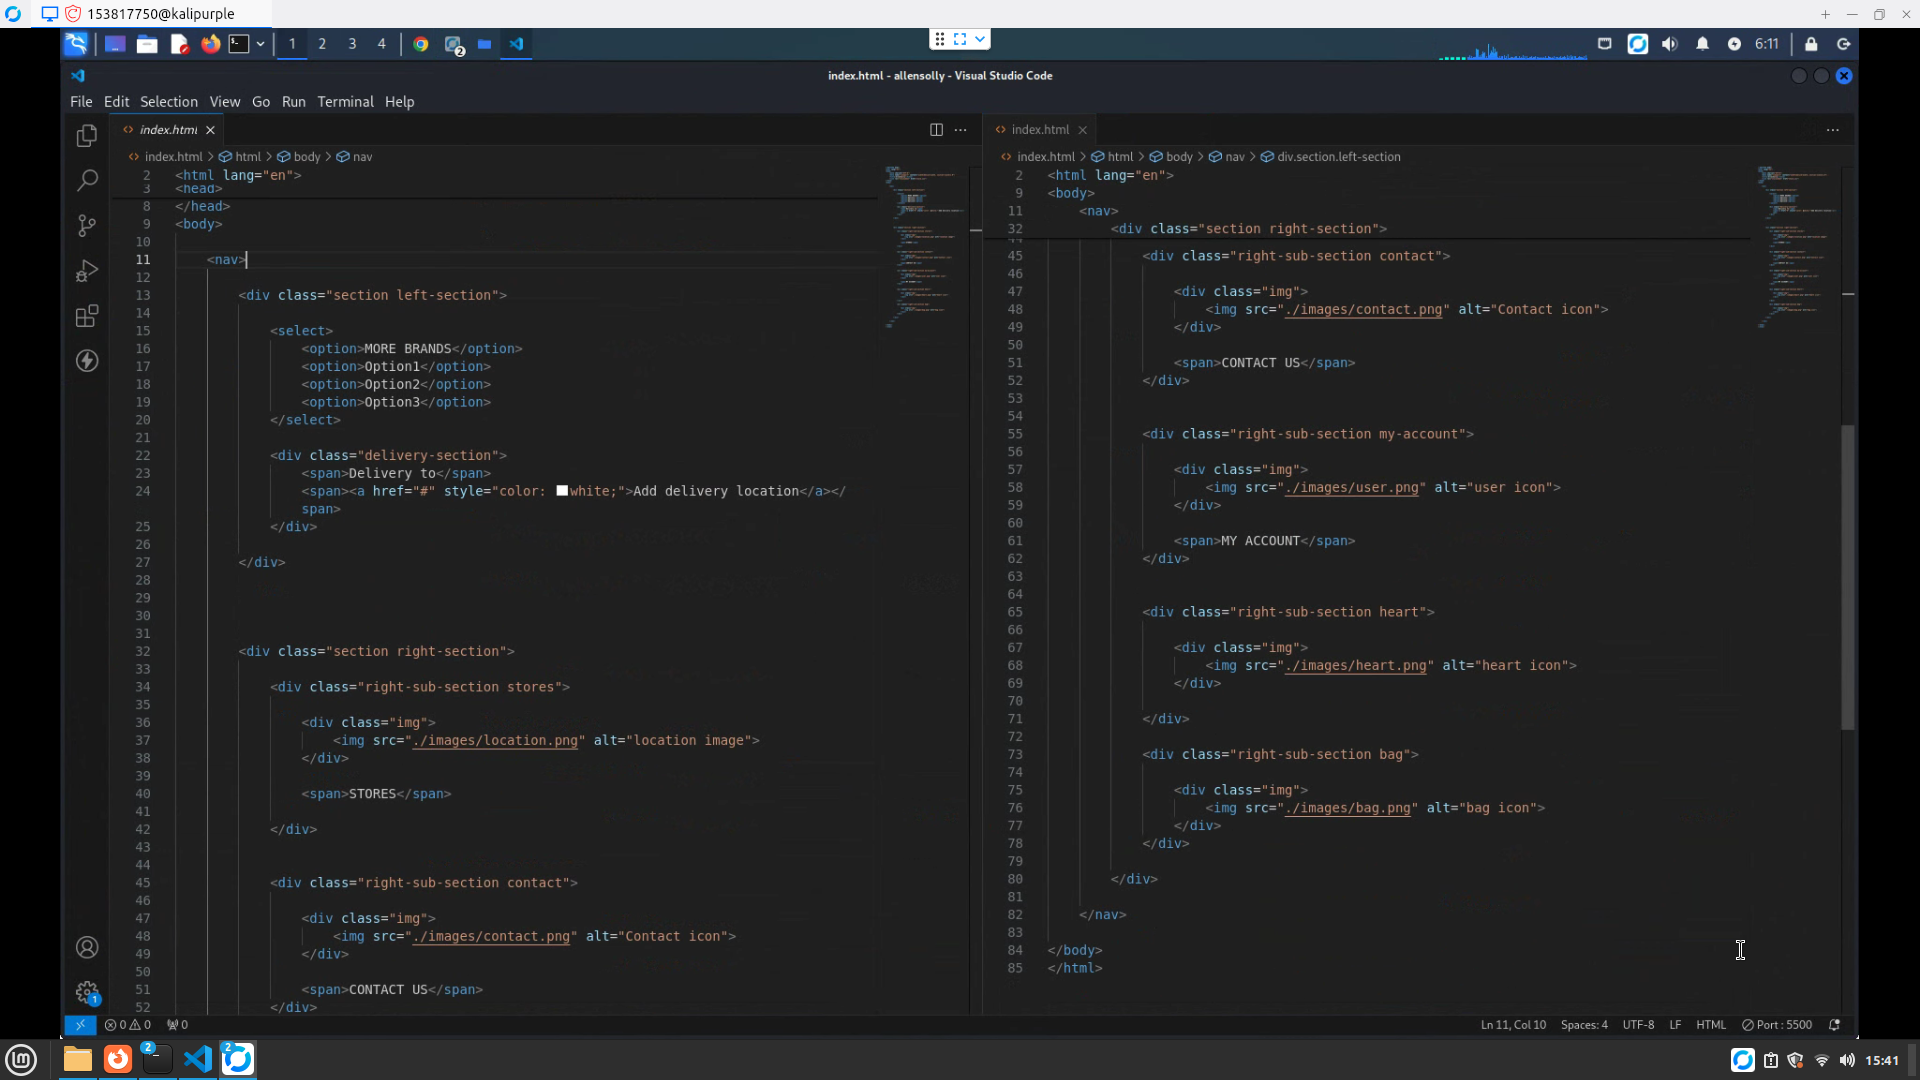 153817750@kalipurple
1 2 3 4
2
6:11
index.html - allensolly - Visual Studio Code
File Edit Selection View Go Run Terminal Help
index.html
index.html > html > body > nav
2 <html lang="en">
3 <head>
8 </head>
9 <body>
10
11 <nav>
12
13 <div class="section left-section">
14
15 <select>
16 <option>MORE BRANDS</option>
17 <option>Option1</option>
18 <option>Option2</option>
19 <option>Option3</option>
20 </select>
21
22 <div class="delivery-section">
23 <span>Delivery to</span>
24 <span><a href="#" style="color: white;">Add delivery location</a></
span>
25 </div>
26
27 </div>
28
29
30
31
32 <div class="section right-section">
33
34 <div class="right-sub-section stores">
35
36 <div class="img">
37 <img src="./images/location.png" alt="location image">
38 </div>
39
40 <span>STORES</span>
41
42 </div>
43
44
45 <div class="right-sub-section contact">
46
47 <div class="img">
48 <img src="./images/contact.png" alt="Contact icon">
49 </div>
50
51 <span>CONTACT US</span>
52 </div>
index.html
index.html > html > body > nav > div.section.left-section
2 <html lang="en">
9 <body>
11 <nav>
32 <div class="section right-section">
45 <div class="right-sub-section contact">
46
47 <div class="img">
48 <img src="./images/contact.png" alt="Contact icon">
49 </div>
50
51 <span>CONTACT US</span>
52 </div>
53
54
55 <div class="right-sub-section my-account">
56
57 <div class="img">
58 <img src="./images/user.png" alt="user icon">
59 </div>
60
61 <span>MY ACCOUNT</span>
62 </div>
63
64
65 <div class="right-sub-section heart">
66
67 <div class="img">
68 <img src="./images/heart.png" alt="heart icon">
69 </div>
70
71 </div>
72
73 <div class="right-sub-section bag">
74
75 <div class="img">
76 <img src="./images/bag.png" alt="bag icon">
77 </div>
78 </div>
79
80 </div>
81
82 </nav>
83
84 </body>
85 </html>
1
0 0 0
Ln 11, Col 10 Spaces: 4 UTF-8 LF HTML Port : 5500
2 2
15:41